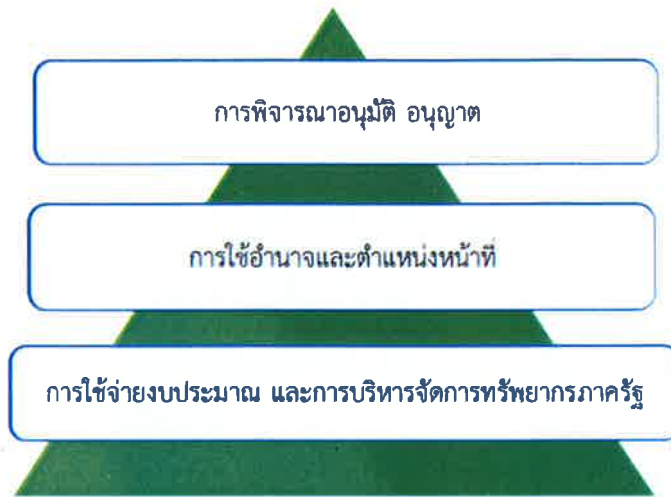 การพิจารณาอนุมัติ อนุญาต
การใช้อำนาจและตำแหน่งหน้าที่
การใช้จ่ายงบประมาณ และการบริหารจัดการทรัพยากรภาครัฐ